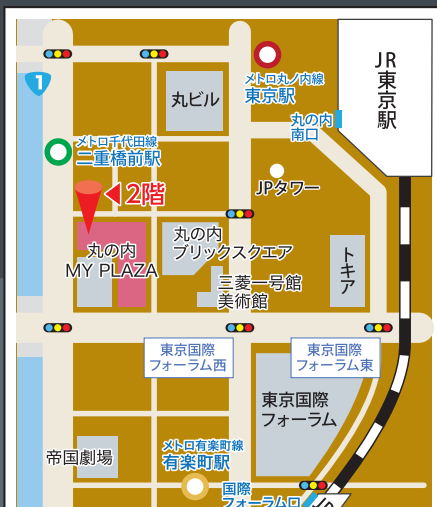 1
メトロ丸ノ内線
東京駅
JR東京駅
丸ビル
丸の内
南口
メトロ千代田線
二重橋前駅
JPタワー
2階
丸の内
MY PLAZA
丸の内
ブリックスクエア
トキア
三菱一号館
美術館
東京国際
フォーラム西
東京国際
フォーラム東
東京国際
フォーラム
帝国劇場
メトロ有楽町線
有楽町駅
国際
フォーラム口